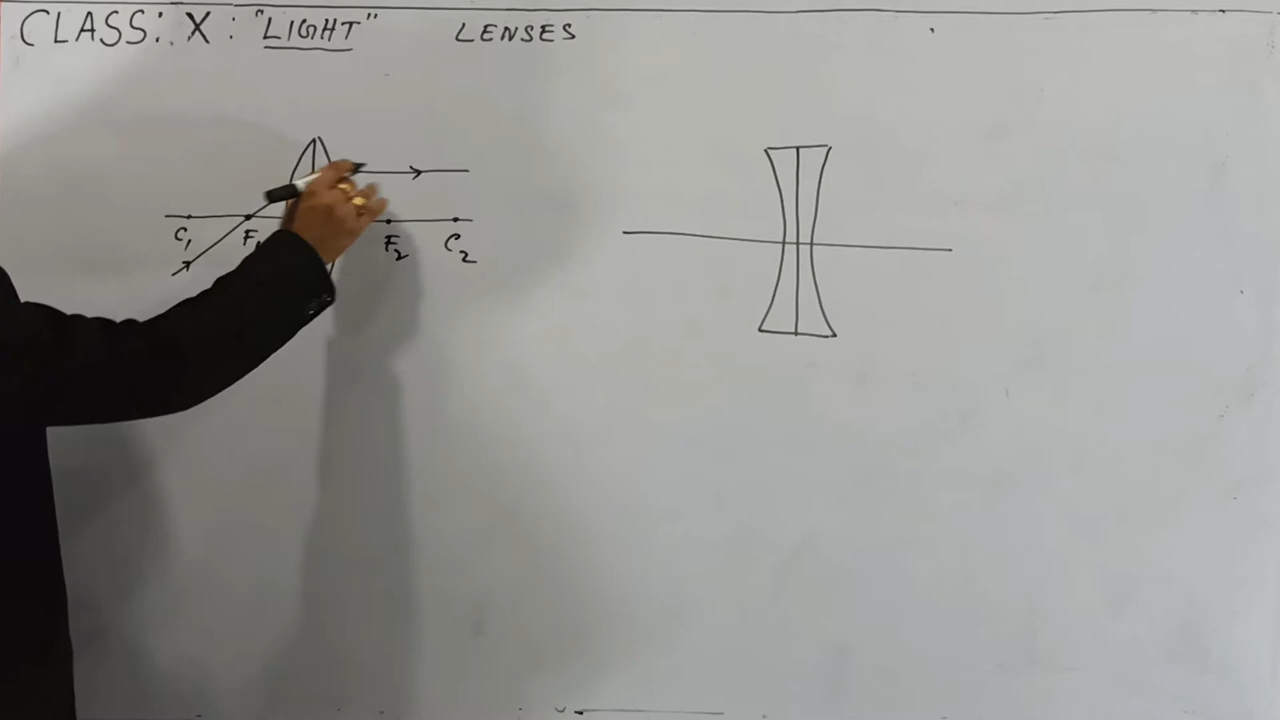 CLASS: X : "LIGHT" LENSES
C₁ F₁ F₂ C₂